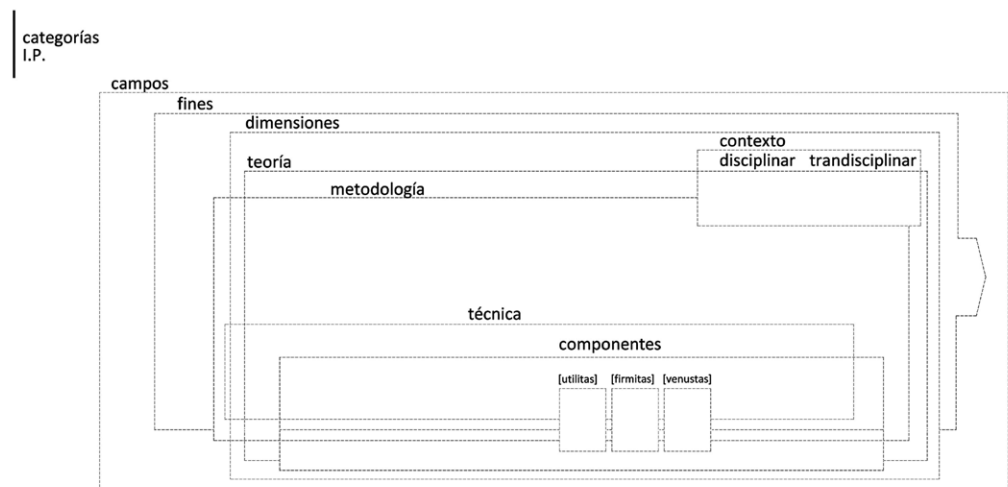 categorías
I.P.
campos
fines
dimensiones
contexto
disciplinar trandisciplinar
teoría
metodología
técnica
componentes
[utilitas] [firmitas] [venustas]